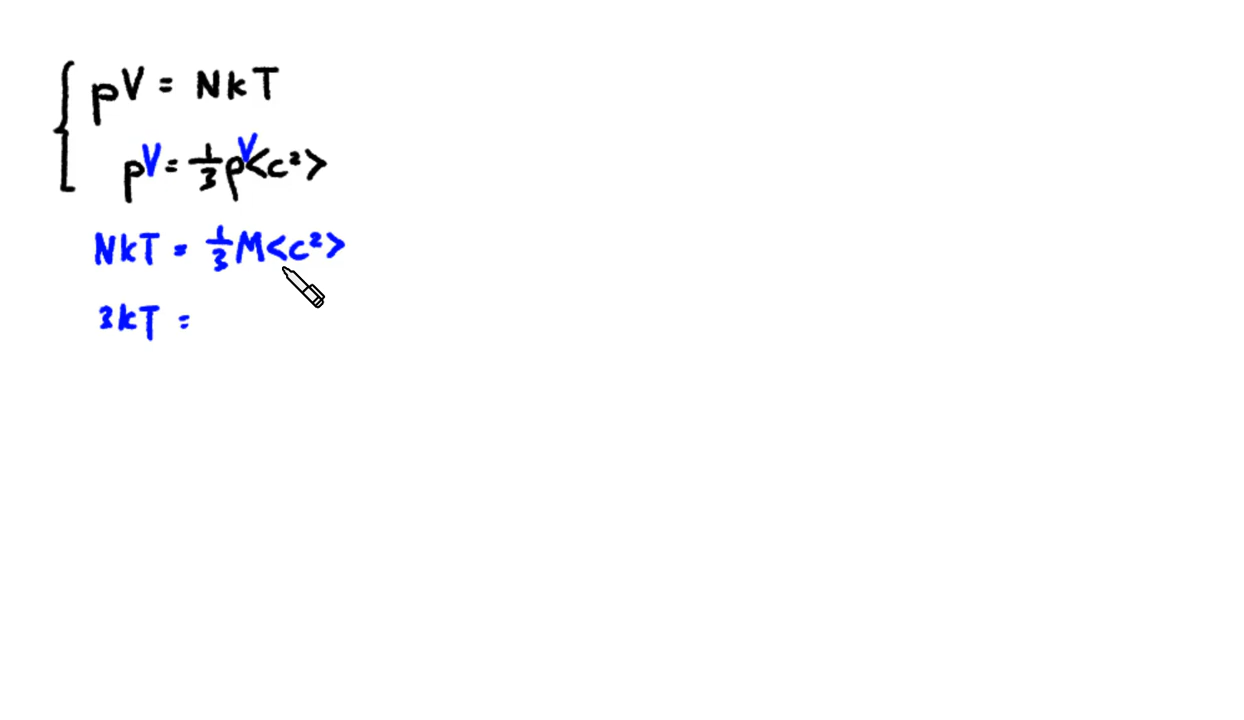 pV = NkT
pV = 1/3 ρV<c²>
NkT = 1/3 M<c²>
3kT =